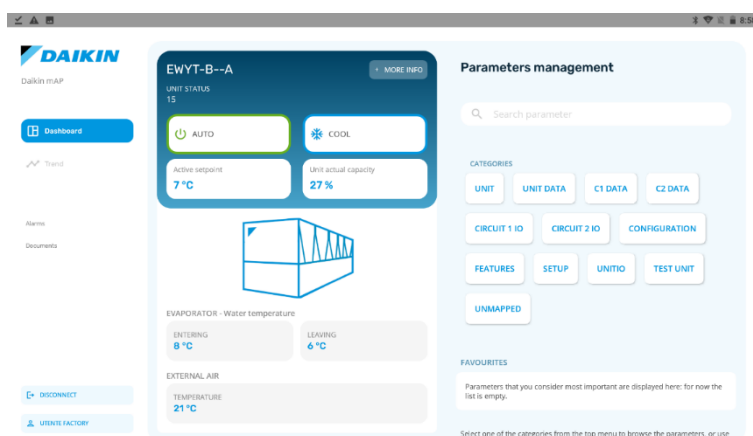 8:58
DAIKIN
Daikin mAP
Dashboard
Trend
Alarms
Documents
DISCONNECT
UTENTE FACTORY
EWYT-B--A
+ MORE INFO
UNIT STATUS
15
AUTO
COOL
Active setpoint
7 °C
Unit actual capacity
27 %
EVAPORATOR - Water temperature
ENTERING
8 °C
LEAVING
6 °C
EXTERNAL AIR
TEMPERATURE
21 °C
Parameters management
Search parameter
CATEGORIES
UNIT
UNIT DATA
C1 DATA
C2 DATA
CIRCUIT 1 IO
CIRCUIT 2 IO
CONFIGURATION
FEATURES
SETUP
UNITIO
TEST UNIT
UNMAPPED
FAVOURITES
Parameters that you consider most important are displayed here: for now the
list is empty.
Select one of the categories from the top menu to browse the parameters, or use